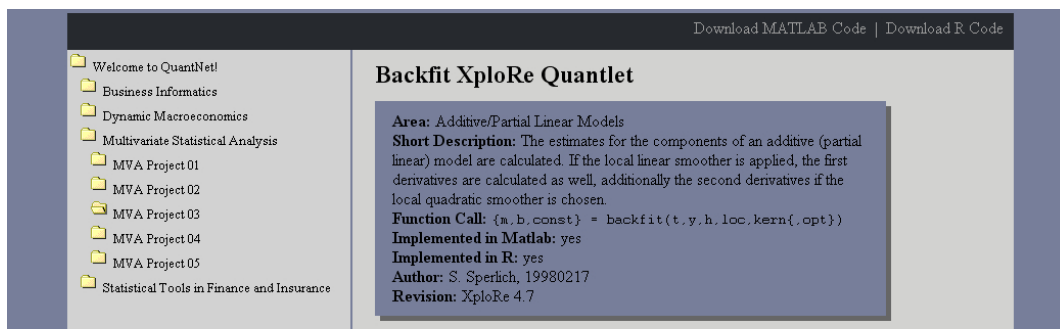 Download MATLAB Code | Download R Code
Welcome to QuantNet!
Business Informatics
Dynamic Macroeconomics
Multivariate Statistical Analysis
MVA Project 01
MVA Project 02
MVA Project 03
MVA Project 04
MVA Project 05
Statistical Tools in Finance and Insurance
Backfit XploRe Quantlet
Area: Additive/Partial Linear Models
Short Description: The estimates for the components of an additive (partial
linear) model are calculated. If the local linear smoother is applied, the first
derivatives are calculated as well, additionally the second derivatives if the
local quadratic smoother is chosen.
Function Call: {m,b,const} = backfit(t,y,h,loc,kern{,opt})
Implemented in Matlab: yes
Implemented in R: yes
Author: S. Sperlich, 19980217
Revision: XploRe 4.7